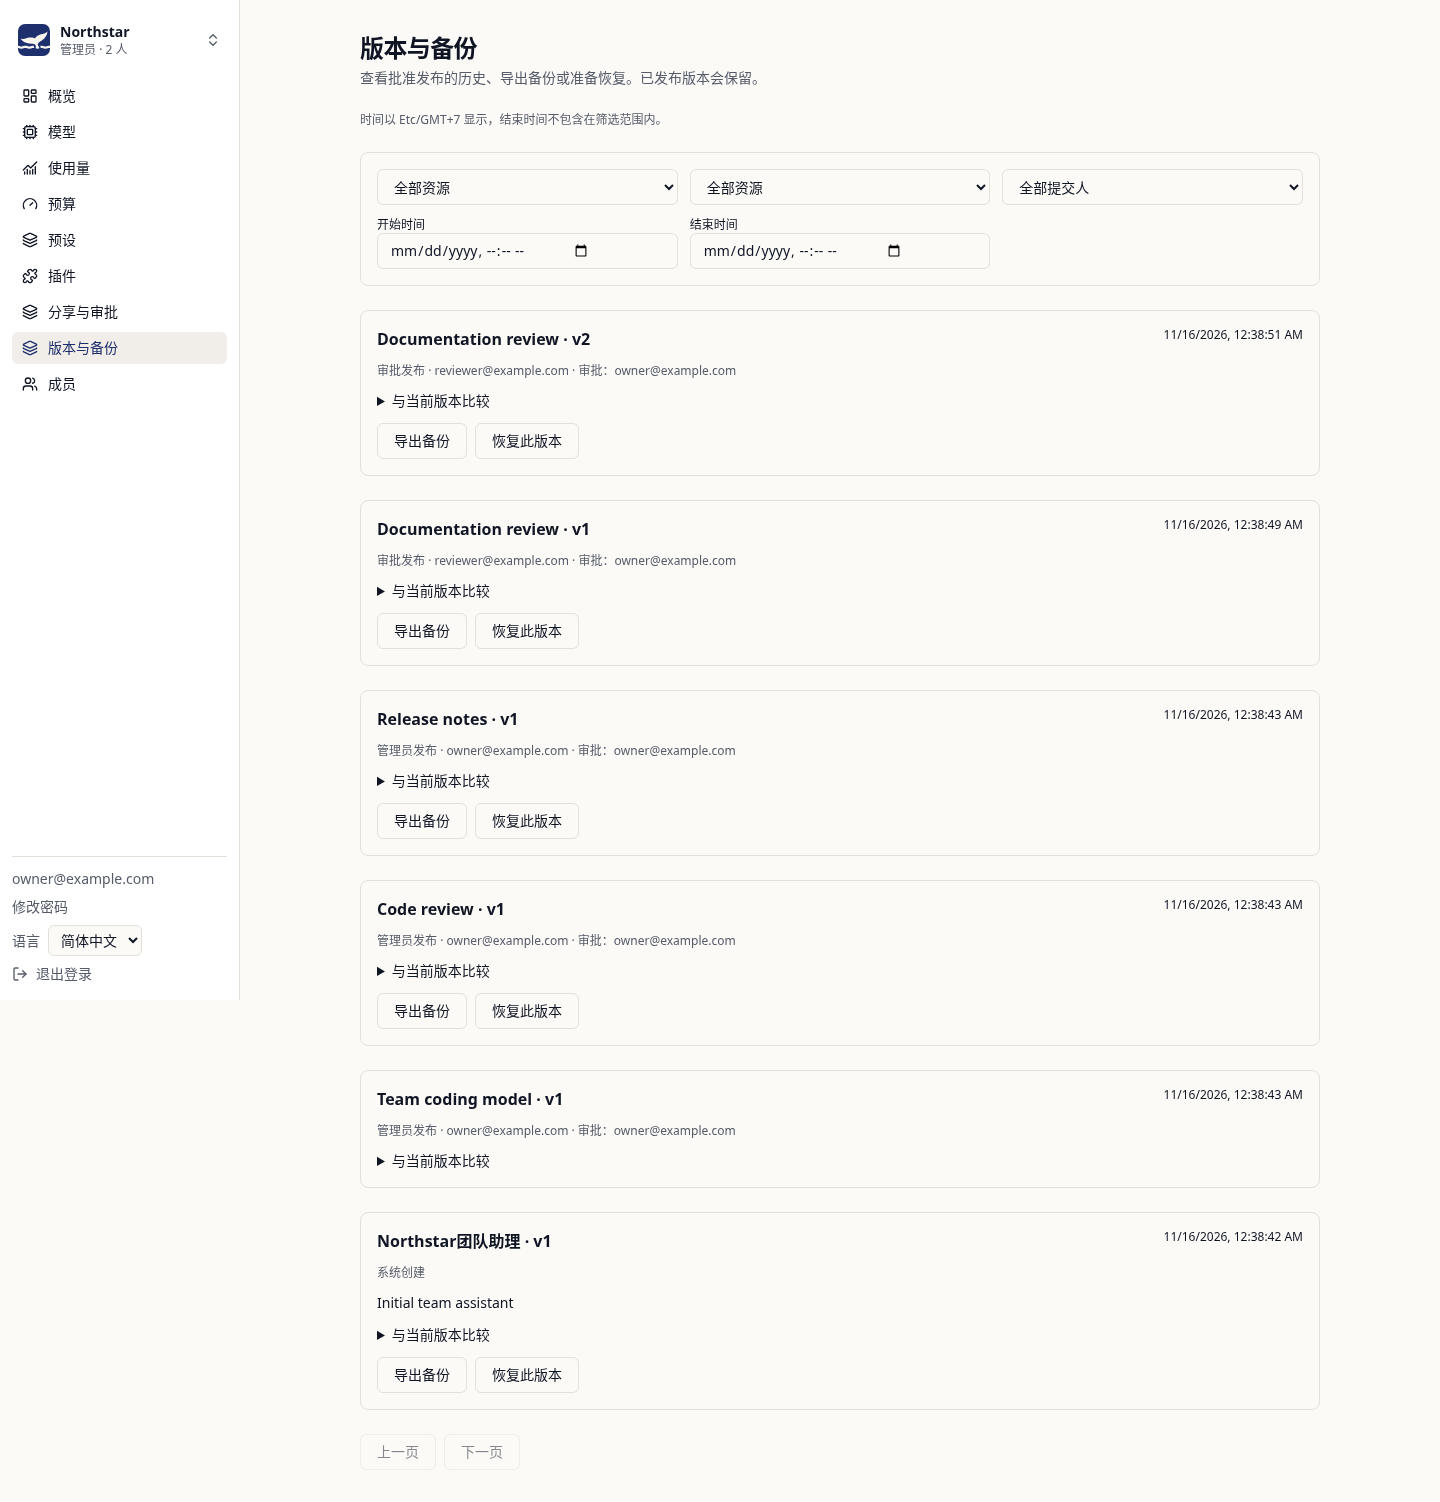 Northstar
管理员 · 2 人
概览
模型
使用量
预算
预设
插件
分享与审批
版本与备份
成员
owner@example.com
修改密码
语言 简体中文
退出登录
版本与备份
查看批准发布的历史、导出备份或准备恢复。已发布版本会保留。
时间以 Etc/GMT+7 显示，结束时间不包含在筛选范围内。
全部资源 全部资源 全部提交人
开始时间 结束时间
mm/dd/yyyy, --:-- -- mm/dd/yyyy, --:-- --
Documentation review · v2 11/16/2026, 12:38:51 AM
审批发布 · reviewer@example.com · 审批：owner@example.com
与当前版本比较
导出备份 恢复此版本
Documentation review · v1 11/16/2026, 12:38:49 AM
审批发布 · reviewer@example.com · 审批：owner@example.com
与当前版本比较
导出备份 恢复此版本
Release notes · v1 11/16/2026, 12:38:43 AM
管理员发布 · owner@example.com · 审批：owner@example.com
与当前版本比较
导出备份 恢复此版本
Code review · v1 11/16/2026, 12:38:43 AM
管理员发布 · owner@example.com · 审批：owner@example.com
与当前版本比较
导出备份 恢复此版本
Team coding model · v1 11/16/2026, 12:38:43 AM
管理员发布 · owner@example.com · 审批：owner@example.com
与当前版本比较
Northstar团队助理 · v1 11/16/2026, 12:38:42 AM
系统创建
Initial team assistant
与当前版本比较
导出备份 恢复此版本
上一页 下一页